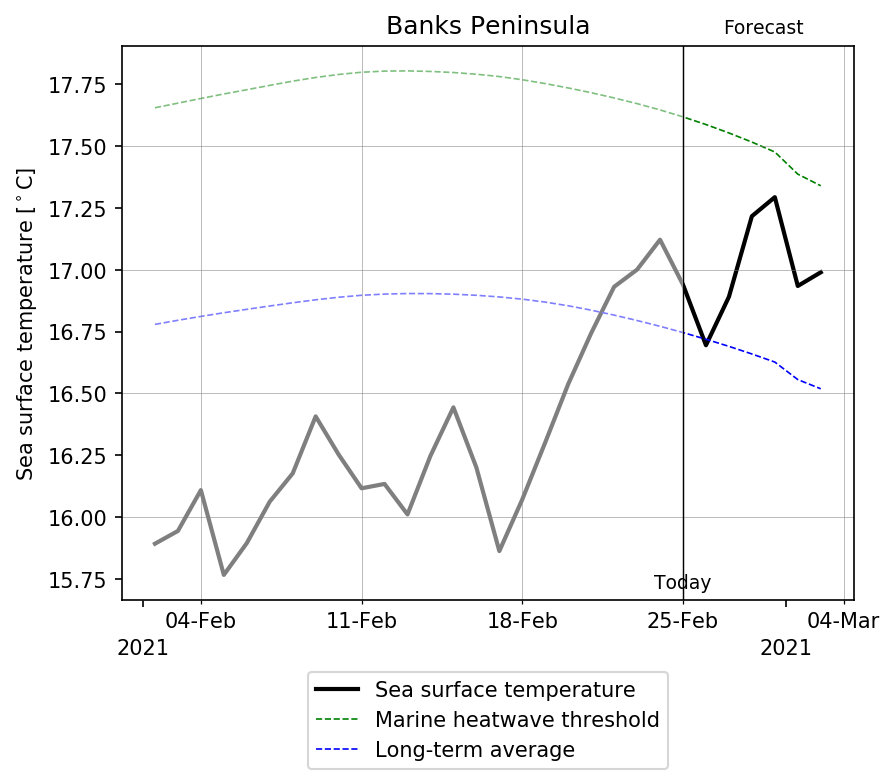 Banks Peninsula
Forecast
Sea surface temperature [°C]
17.75
17.50
17.25
17.00
16.75
16.50
16.25
16.00
15.75
Today
04-Feb 11-Feb 18-Feb 25-Feb 04-Mar
2021 2021
Sea surface temperature
Marine heatwave threshold
Long-term average